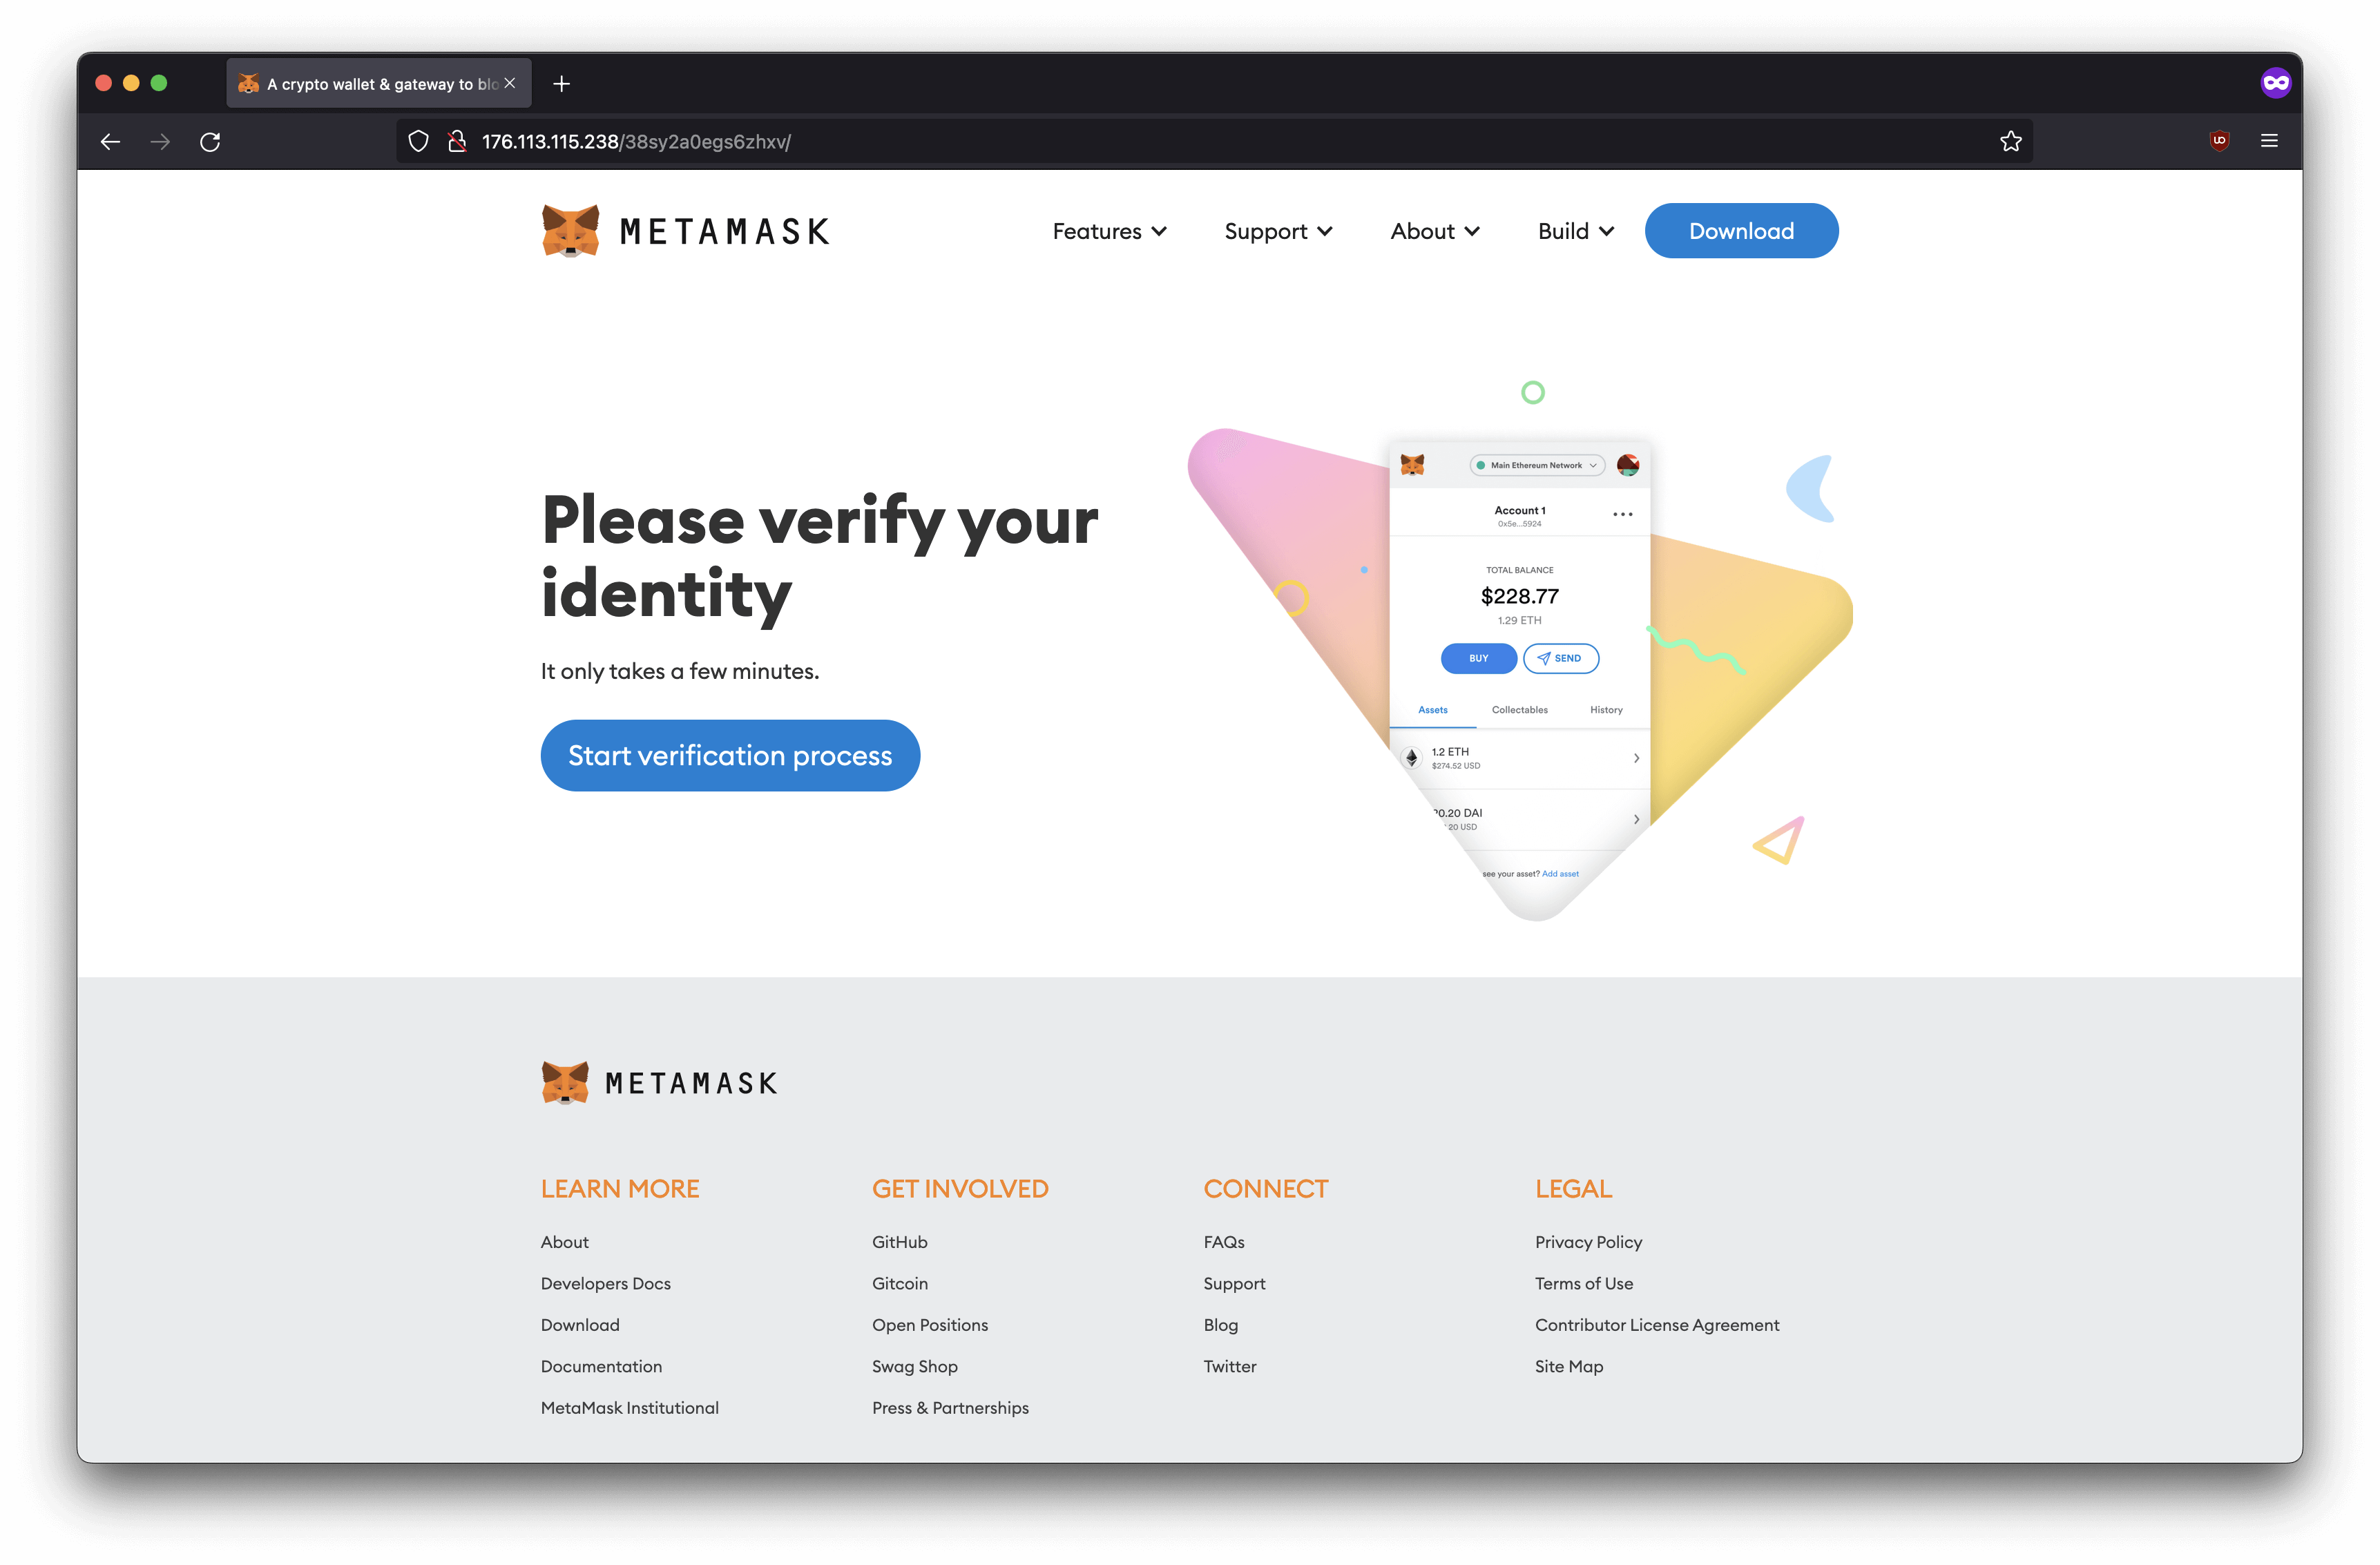 A crypto wallet & gateway to blo
176.113.115.238/38sy2a0egs6zhxv/
METAMASK
Features
Support
About
Build
Download
Please verify your
identity
It only takes a few minutes.
Start verification process
Main Ethereum Network
Account 1
0x5e...5924
TOTAL BALANCE
$228.77
1.29 ETH
BUY
SEND
Assets
Collectables
History
1.2 ETH
$274.52 USD
0.20 DAI
20 USD
see your asset? Add asset
METAMASK
LEARN MORE
About
Developers Docs
Download
Documentation
MetaMask Institutional
GET INVOLVED
GitHub
Gitcoin
Open Positions
Swag Shop
Press & Partnerships
CONNECT
FAQs
Support
Blog
Twitter
LEGAL
Privacy Policy
Terms of Use
Contributor License Agreement
Site Map